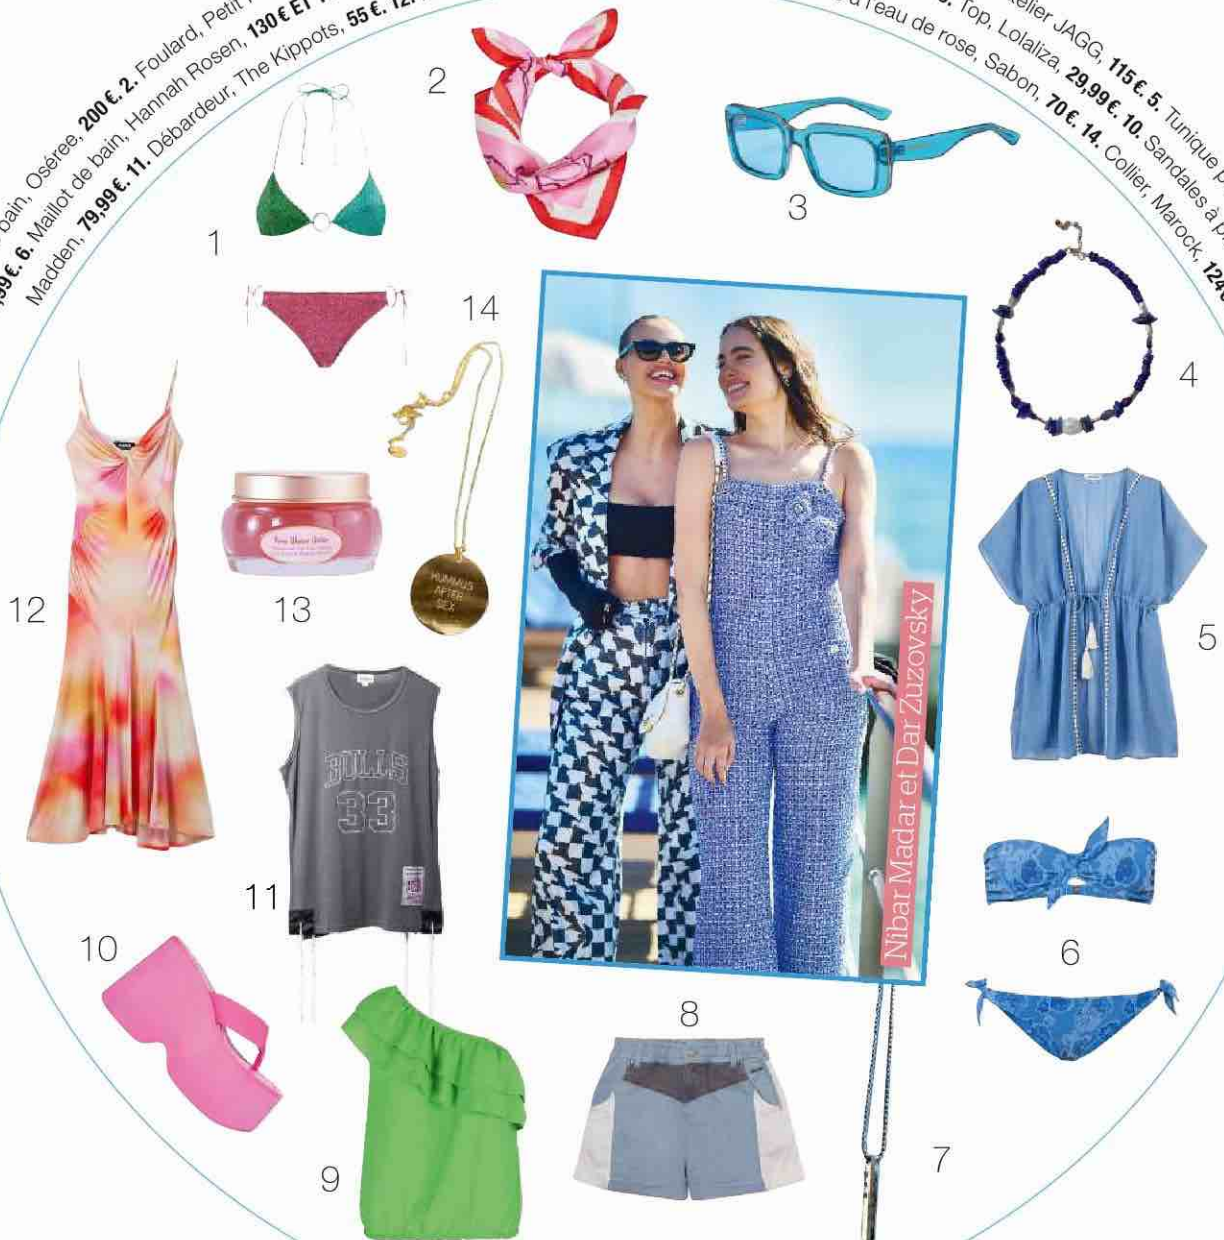 bain, Oséree, 200 €. 2. Foulard, Petit
6. Maillot de bain, Hannah Rosen, 130 € ET
Madden, 79,99 €. 11. Débardeur, The Kippots, 55 €. 12.
JAGG, 115 €. 5. Tunique
Top, Lolaliza, 29,99 €. 10. Sandales à
d'eau de rose, Sabon, 70 €. 14. Collier, Marock,
1
2
3
4
5
6
7
8
9
10
11
12
13
14
HUMMUS
AFTER
SEX
BULLS
33
Nibar Madar et Dar Zuzovsky